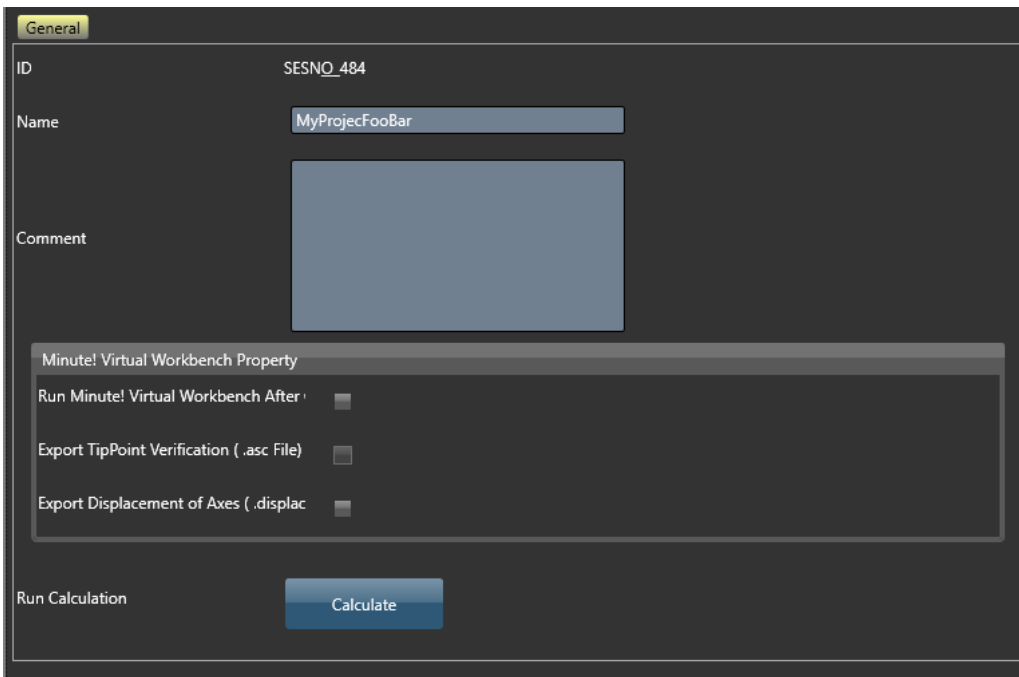 General
ID SESNO_484
Name MyProjecFooBar
Comment
Minute! Virtual Workbench Property
Run Minute! Virtual Workbench After
Export TipPoint Verification ( .asc File)
Export Displacement of Axes ( .displac
Run Calculation Calculate